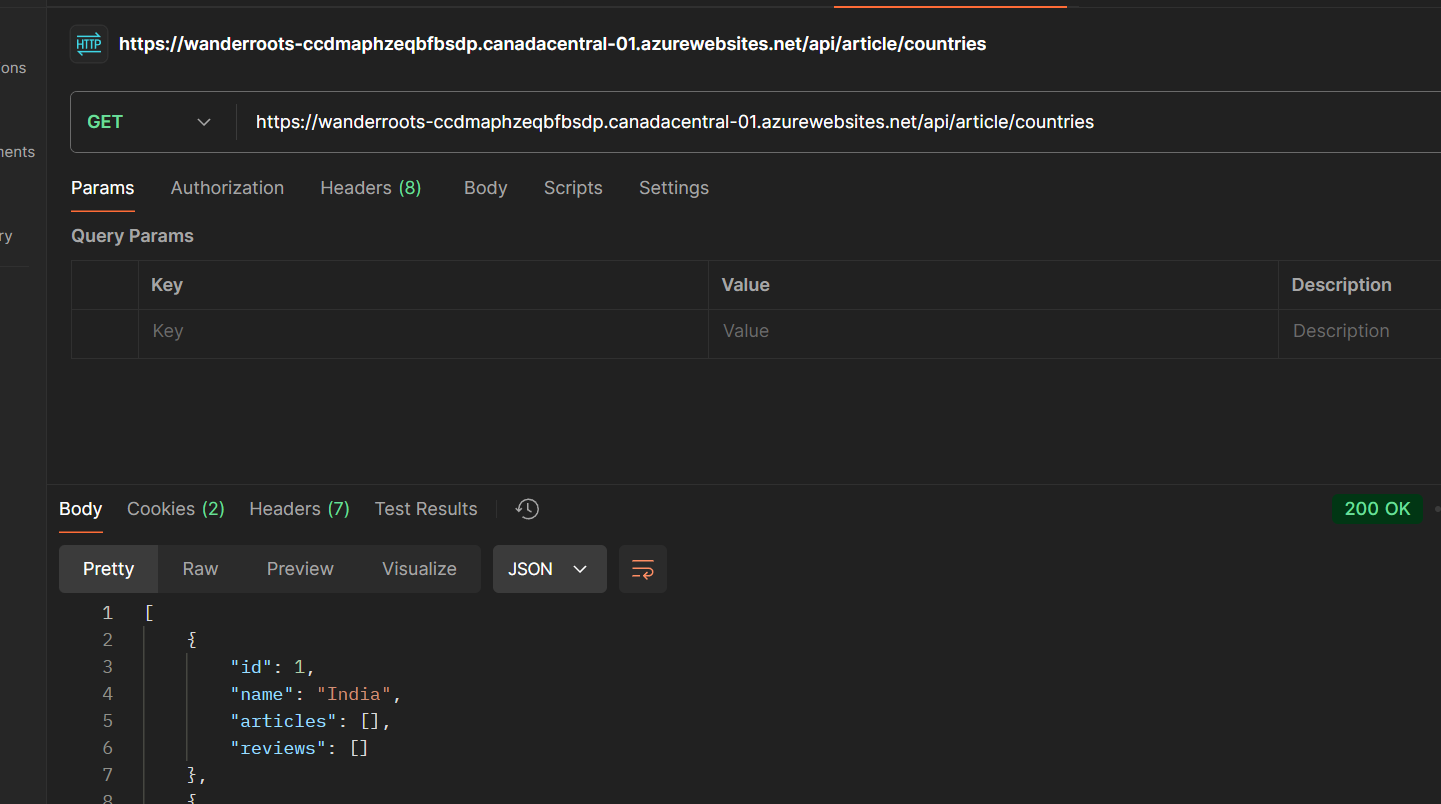 HTTP https://wanderroots-ccdmaphzeqbfbsdp.canadacentral-01.azurewebsites.net/api/article/countries
ons
GET https://wanderroots-ccdmaphzeqbfbsdp.canadacentral-01.azurewebsites.net/api/article/countries
nents
Params Authorization Headers (8) Body Scripts Settings
ry
Query Params
Key Value Description
Key Value Description
Body Cookies (2) Headers (7) Test Results 200 OK
Pretty Raw Preview Visualize JSON
1 [
2 {
3 "id": 1,
4 "name": "India",
5 "articles": [],
6 "reviews": []
7 },
8 {